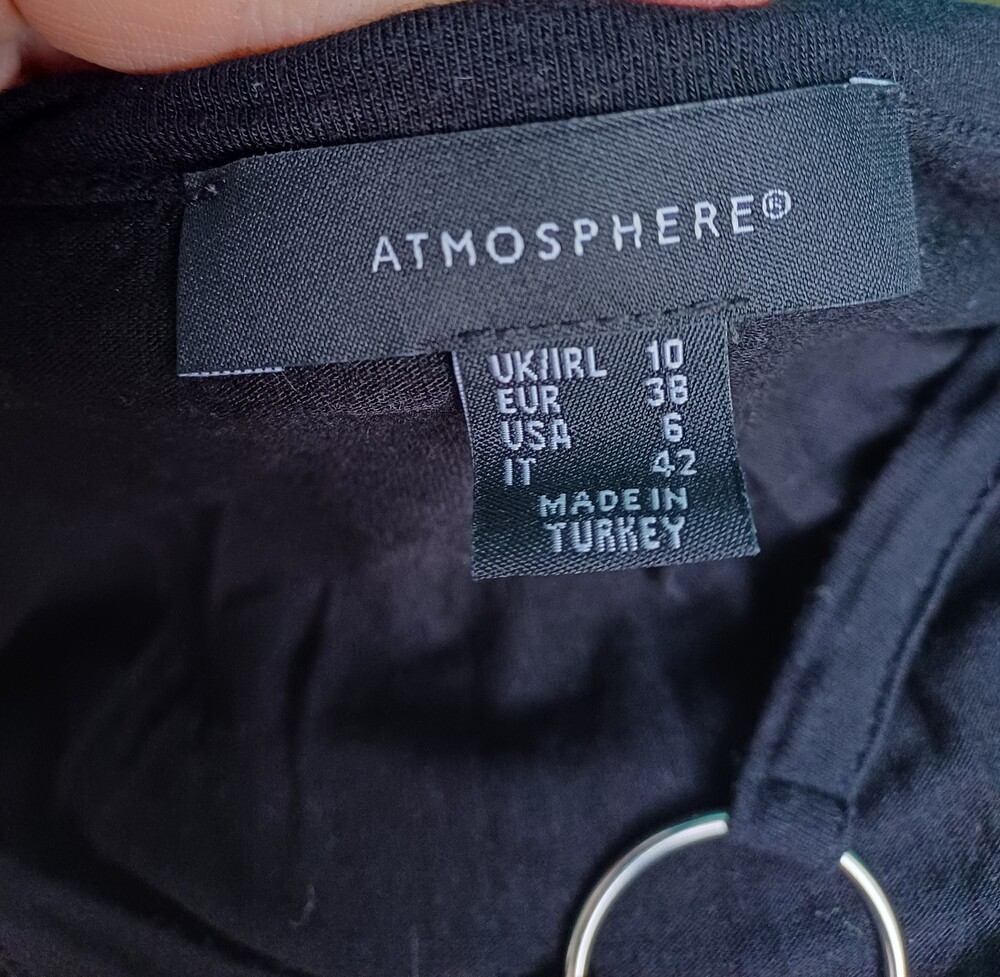 ATMOSPHERE®
UK/IRL 10
EUR 38
USA 6
IT 42
MADE IN
TURKEY